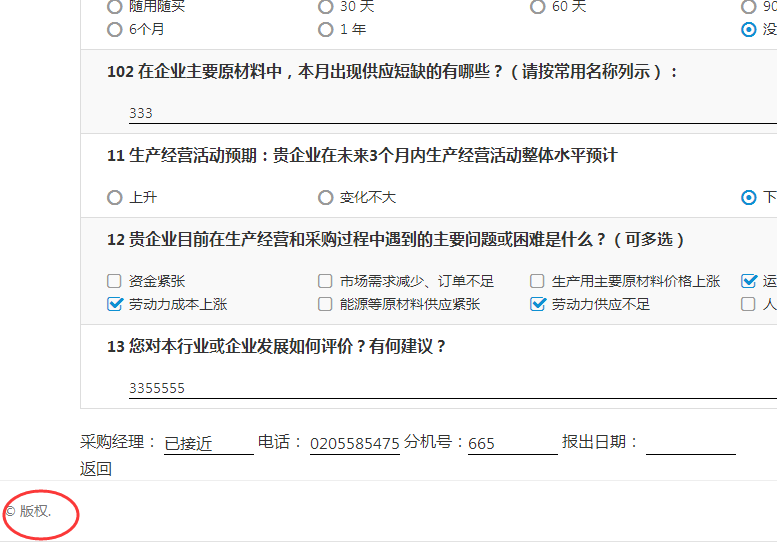 随用随买 30 天 60 天 90
6个月 1 年 没
102 在企业主要原材料中，本月出现供应短缺的有哪些？（请按常用名称列示）：
333
11 生产经营活动预期：贵企业在未来3个月内生产经营活动整体水平预计
上升 变化不大 下
12 贵企业目前在生产经营和采购过程中遇到的主要问题或困难是什么？（可多选）
资金紧张 市场需求减少、订单不足 生产用主要原材料价格上涨 运
劳动力成本上涨 能源等原材料供应紧张 劳动力供应不足 人
13 您对本行业或企业发展如何评价？有何建议？
3355555
采购经理： 已接近 电话： 0205585475 分机号：665 报出日期：
返回
© 版权.